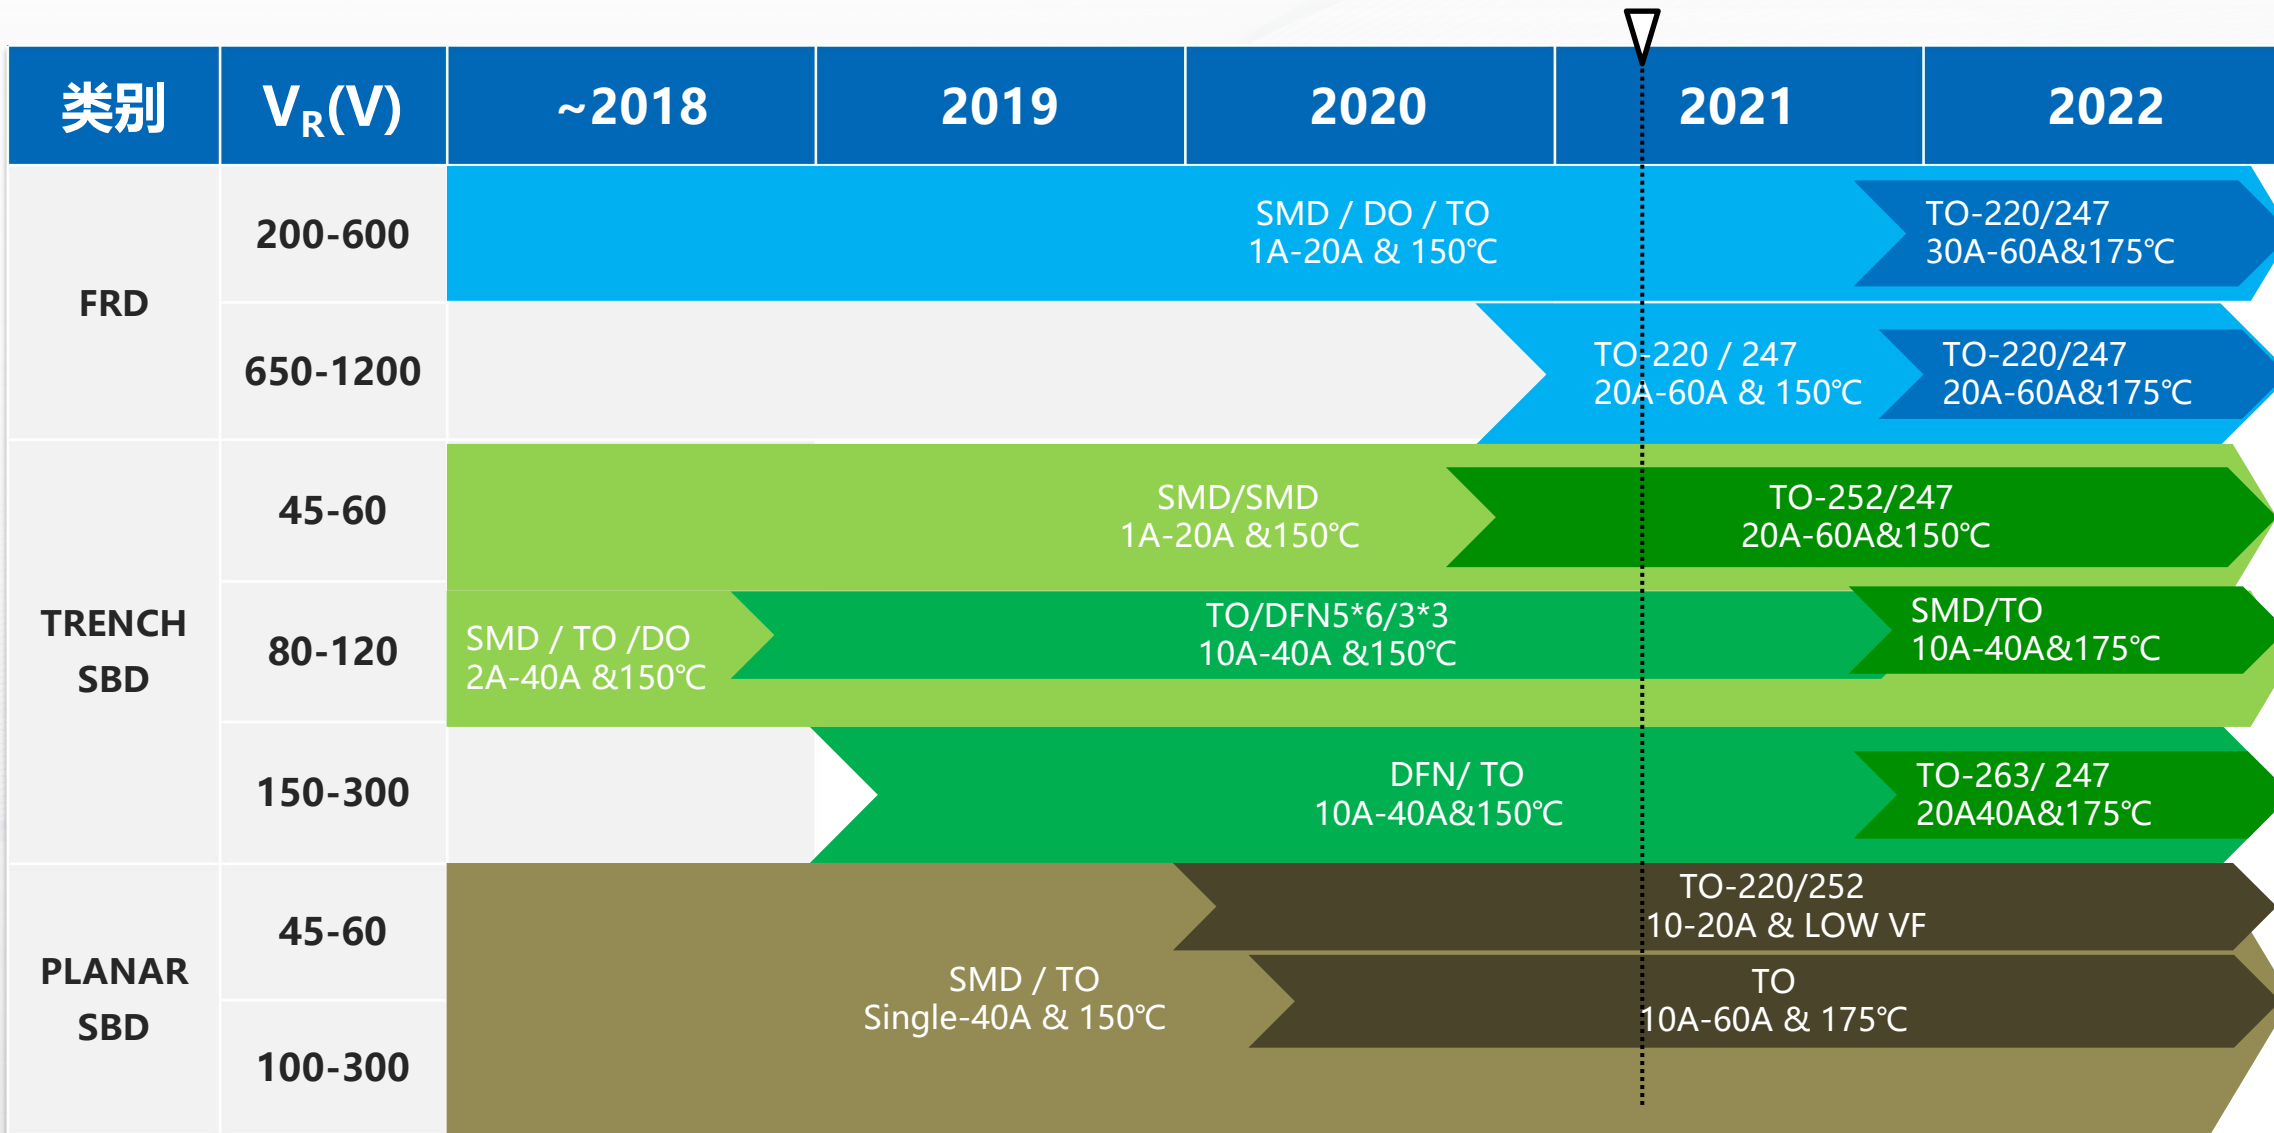 类别
VR(V)
~2018
2019
2020
2021
2022
FRD
200-600
SMD / DO / TO
1A-20A & 150℃
TO-220/247
30A-60A&175℃
650-1200
TO-220 / 247
20A-60A & 150℃
TO-220/247
20A-60A&175℃
TRENCH
SBD
45-60
SMD/SMD
1A-20A &150℃
TO-252/247
20A-60A&150℃
80-120
SMD / TO /DO
2A-40A &150℃
TO/DFN5*6/3*3
10A-40A &150℃
SMD/TO
10A-40A&175℃
150-300
DFN/ TO
10A-40A&150℃
TO-263/ 247
20A40A&175℃
PLANAR
SBD
45-60
TO-220/252
10-20A & LOW VF
SMD / TO
Single-40A & 150℃
TO
10A-60A & 175℃
100-300